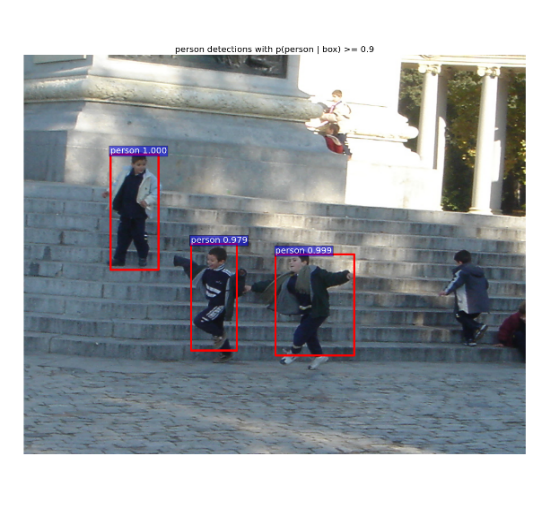 person detections with p(person | box) >= 0.9
person 1.000
person 0.979
person 0.999